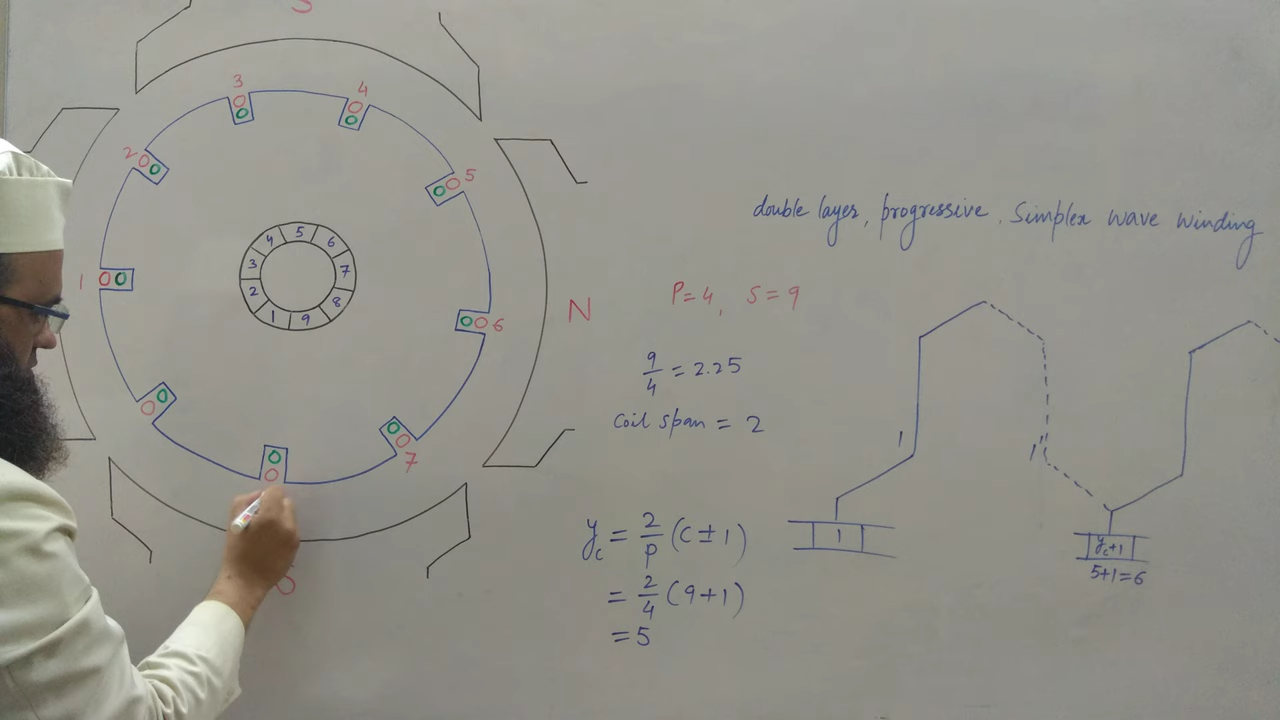 S
3
4
2
5
1
6
7
S
N
1
2
3
4
5
6
7
8
9
double layer, progressive, Simplex wave winding
P=4, S=9
9/4 = 2.25
Coil span = 2
y_c = 2/P (C±1)
= 2/4 (9+1)
= 5
1
1'
1
y_c+1
5+1=6